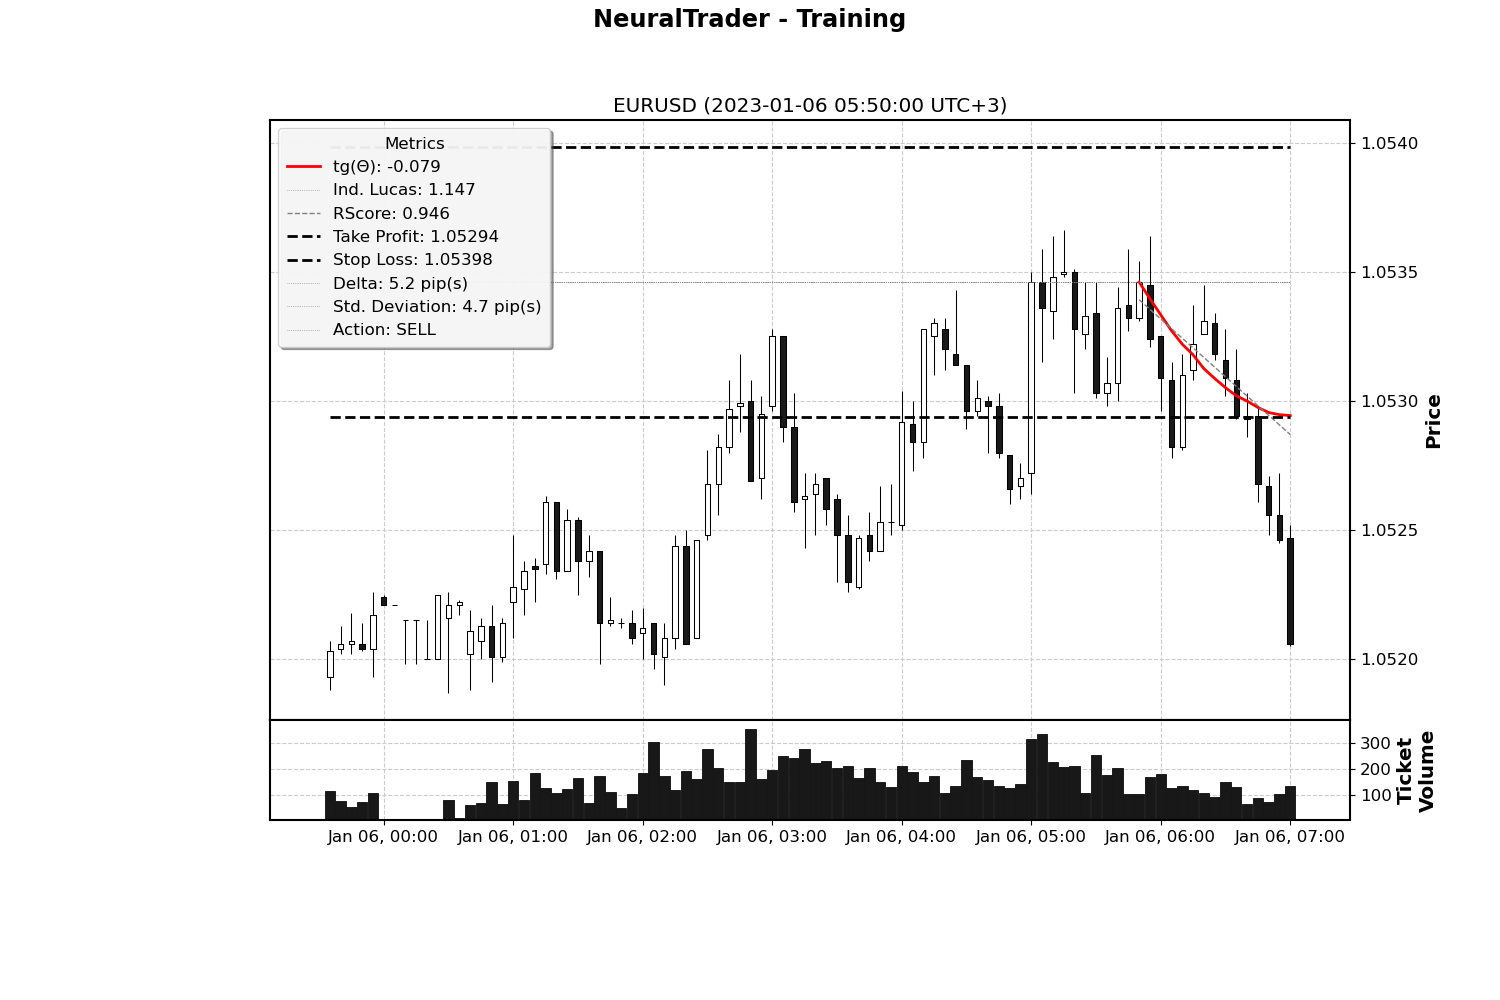 NeuralTrader - Training
EURUSD (2023-01-06 05:50:00 UTC+3)
Metrics
tg(Θ): -0.079
Ind. Lucas: 1.147
RScore: 0.946
Take Profit: 1.05294
Stop Loss: 1.05398
Delta: 5.2 pip(s)
Std. Deviation: 4.7 pip(s)
Action: SELL
1.0540
1.0535
1.0530
1.0525
1.0520
Price
300
200
100
Ticket
Volume
Jan 06, 00:00
Jan 06, 01:00
Jan 06, 02:00
Jan 06, 03:00
Jan 06, 04:00
Jan 06, 05:00
Jan 06, 06:00
Jan 06, 07:00